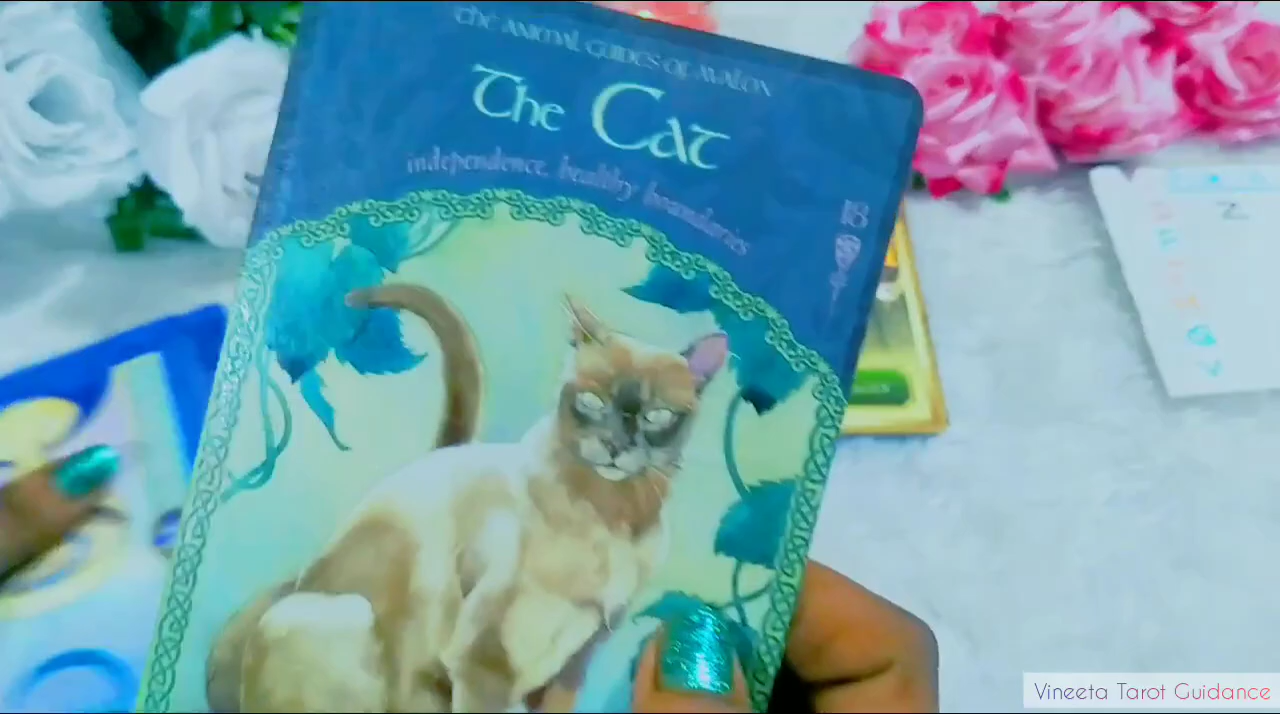 The Animal Guides of Avalon
The Cat
independence, healthy boundaries
18
Z
Vineeta Tarot Guidance